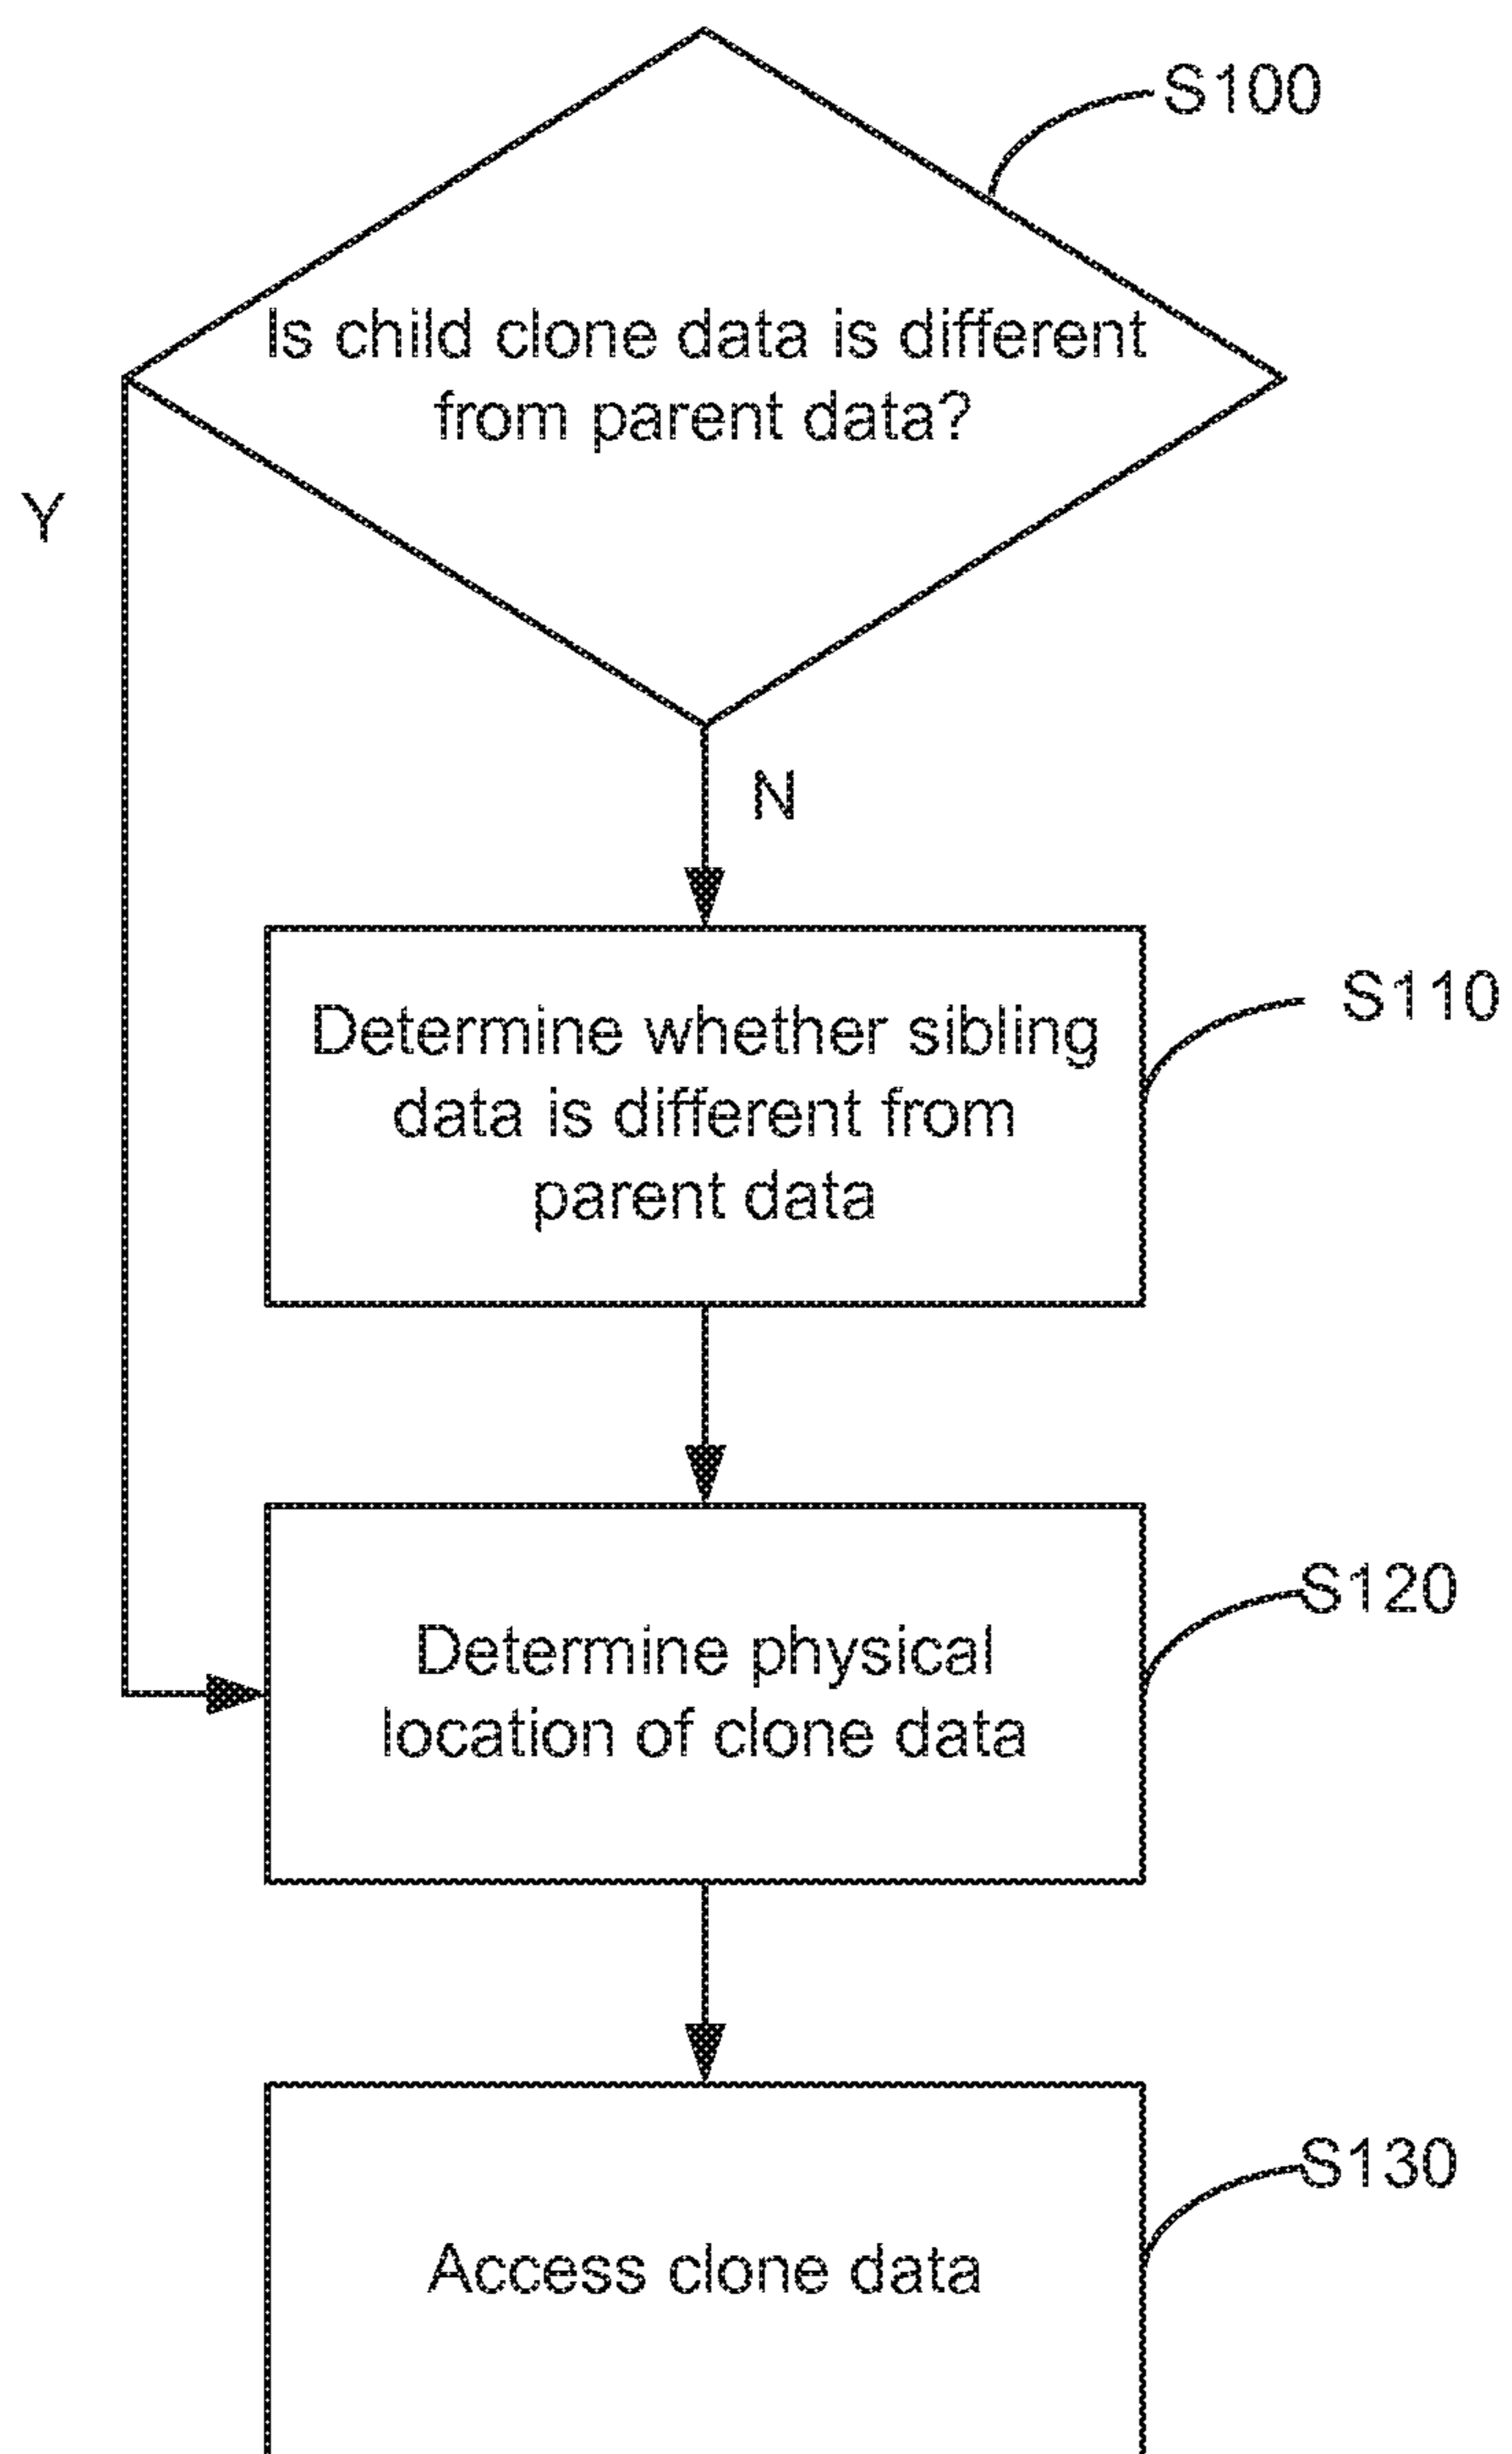 S100
Is child clone data is different
from parent data?
Y
N
Determine whether sibling
data is different from
parent data
S110
Determine physical
location of clone data
S120
Access clone data
S130